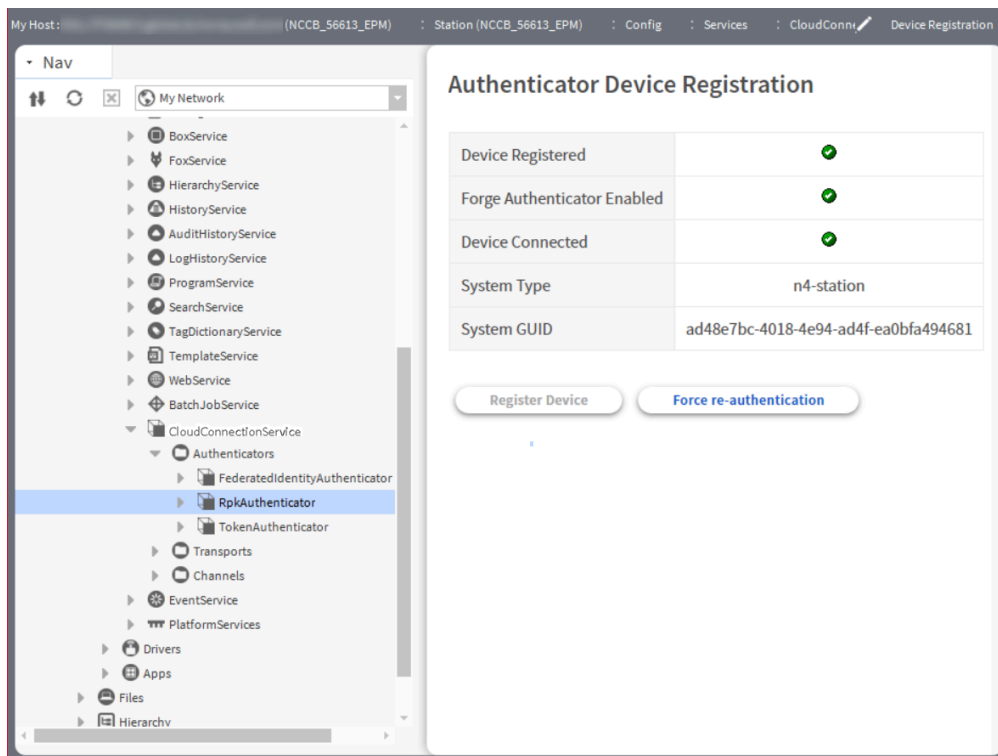 My Host : (NCCB_56613_EPM) : Station (NCCB_56613_EPM) : Config : Services : CloudConn Device Registration
Nav
My Network
BoxService
FoxService
HierarchyService
HistoryService
AuditHistoryService
LogHistoryService
ProgramService
SearchService
TagDictionaryService
TemplateService
WebService
BatchJobService
CloudConnectionService
Authenticators
FederatedIdentityAuthenticator
RpkAuthenticator
TokenAuthenticator
Transports
Channels
EventService
PlatformServices
Drivers
Apps
Files
Hierarchy
Authenticator Device Registration
Device Registered
Forge Authenticator Enabled
Device Connected
System Type n4-station
System GUID ad48e7bc-4018-4e94-ad4f-ea0bfa494681
Register Device Force re-authentication